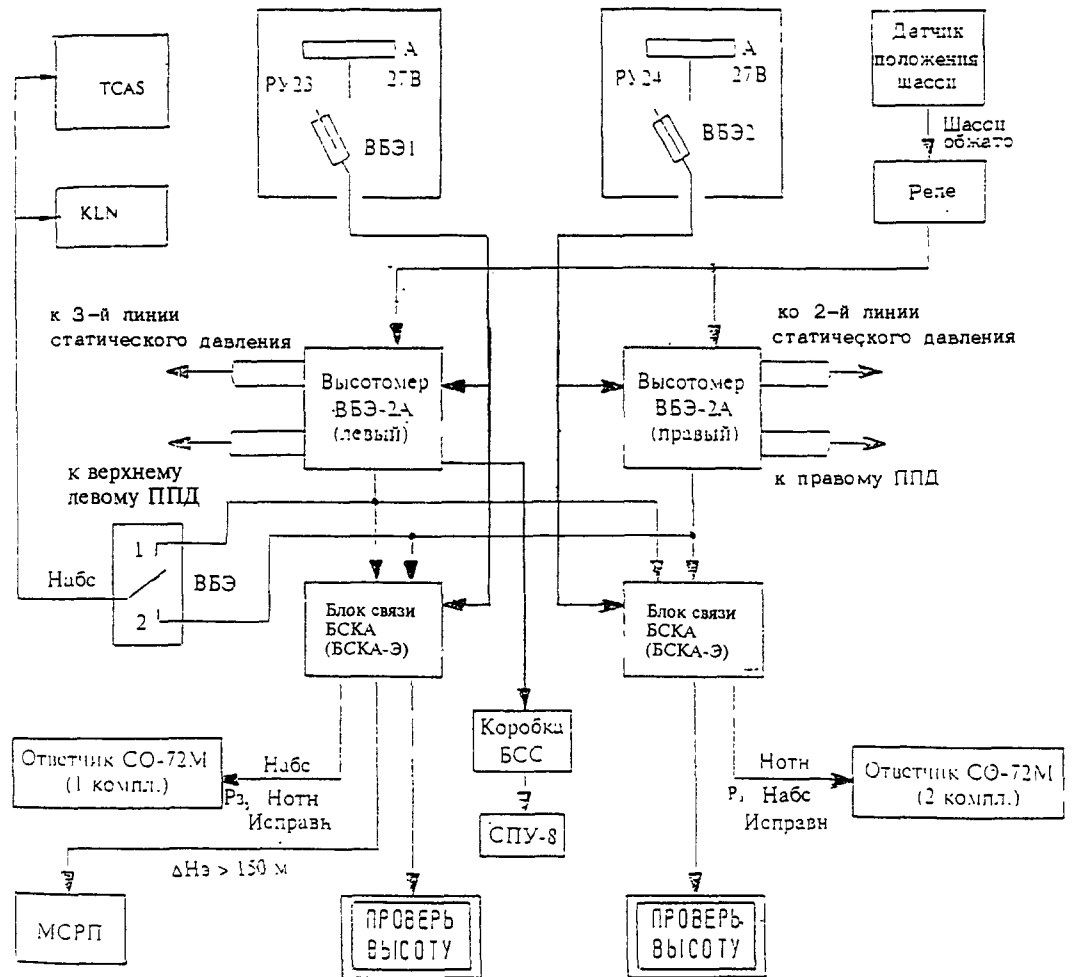 TCAS
KLN
А
РУ23
27В
ВБЭ1
А
РУ24
27В
ВБЭ2
Датчик
положения
шасси
Шасси
обжато
Реле
к 3-й линии
статического давления
ко 2-й линии
статического давления
Высотомер
ВБЭ-2А
(левый)
Высотомер
ВБЭ-2А
(правый)
к верхнему
левому ППД
к правому ППД
1
2
Набс
ВБЭ
Блок связи
БСКА
(БСКА-Э)
Блок связи
БСКА
(БСКА-Э)
Коробка
БСС
СПУ-8
Ответчик СО-72М
(1 компл.)
Набс
Рз, Нотн
Исправн
Нотн
Р, Набс
Исправн
Ответчик СО-72М
(2 компл.)
ΔНэ > 150 м
МСРП
ПРОВЕРЬ
ВЫСОТУ
ПРОВЕРЬ
ВЫСОТУ